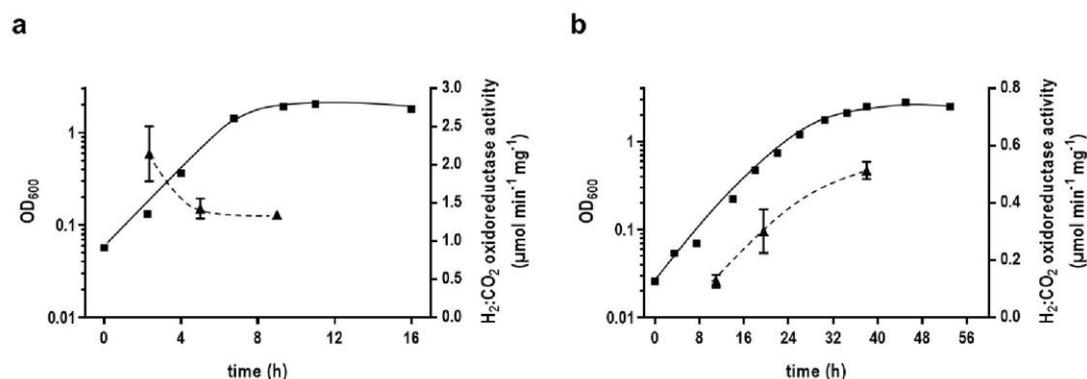 a
OD₆₀₀
1
0.1
0.01
0 4 8 12 16
time (h)
3.0
2.5
2.0
1.5
1.0
0.5
0.0
H₂:CO₂ oxidoreductase activity
(µmol min⁻¹ mg⁻¹)
b
OD₆₀₀
1
0.1
0.01
0 8 16 24 32 40 48 56
time (h)
0.8
0.6
0.4
0.2
0.0
H₂:CO₂ oxidoreductase activity
(µmol min⁻¹ mg⁻¹)